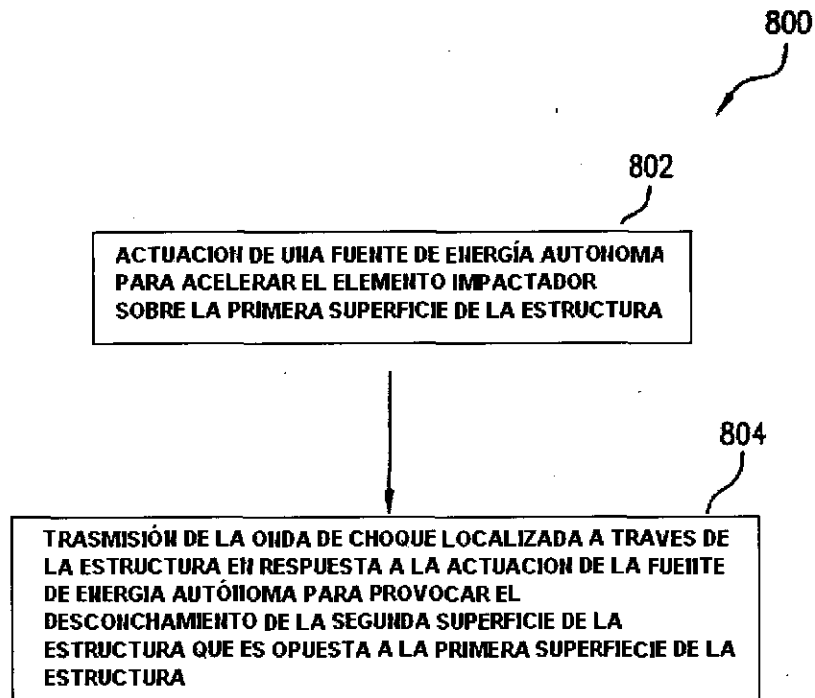 800
802
ACTUACION DE UNA FUENTE DE ENERGÍA AUTONOMA
PARA ACELERAR EL ELEMENTO IMPACTADOR
SOBRE LA PRIMERA SUPERFICIE DE LA ESTRUCTURA
804
TRASMISIÓN DE LA ONDA DE CHOQUE LOCALIZADA A TRAVES DE
LA ESTRUCTURA EN RESPUESTA A LA ACTUACION DE LA FUENTE
DE ENERGIA AUTÓNOMA PARA PROVOCAR EL
DESCONCHAMIENTO DE LA SEGUNDA SUPERFICIE DE LA
ESTRUCTURA QUE ES OPUESTA A LA PRIMERA SUPERFIECIE DE LA
ESTRUCTURA